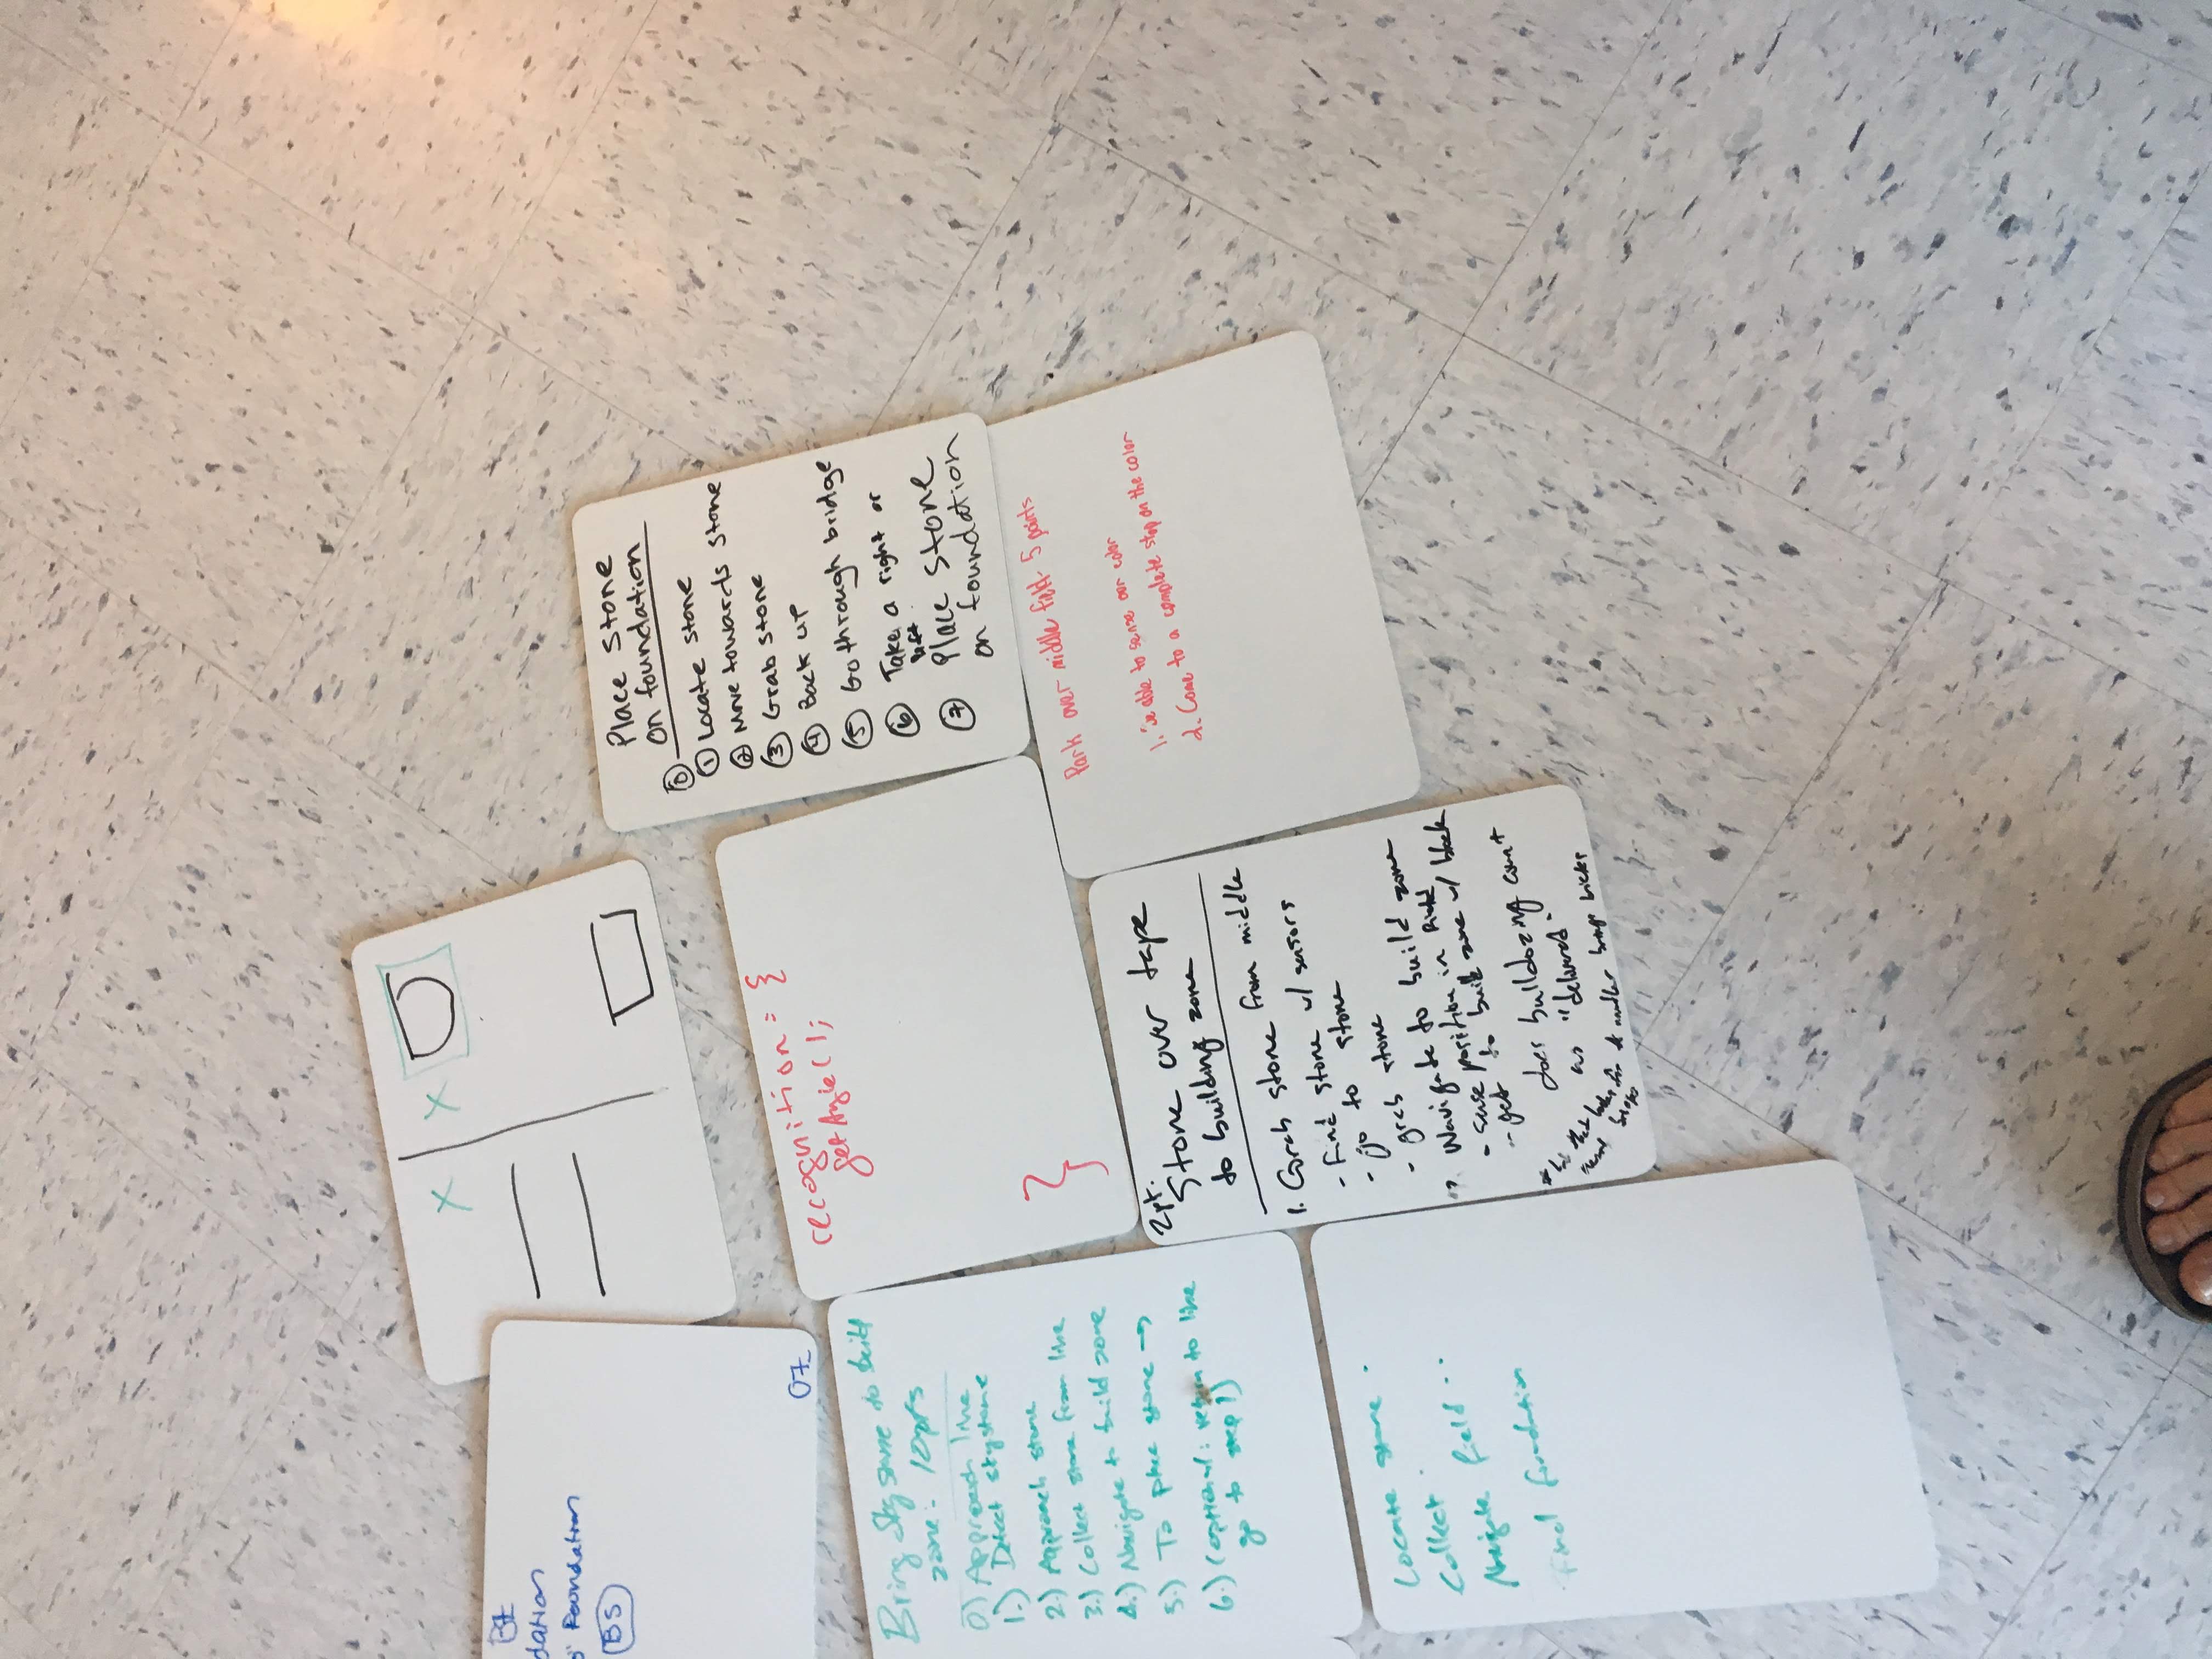 BZ
dation
Foundation
BS
07
X X
recognition = {
get Angle ( );
}
Place Stone
on foundation
0
① Locate stone
② Move towards stone
③ Grab stone
④ Back up
⑤ Go through bridge
⑥ Take a right or
left
⑦ Place stone
on foundation
Bring Skystone to build
zone: 10pts
0) Approach line
1.) Detect skystone
2.) Approach stone
3.) Collect stone from line
4.) Navigate to build zone
5.) To place stone →
6.) (optional: return to line
go to step 1)
2pt.
Stone over tape
to building zone
1. Grab stone from middle
- Find stone w/ sensors
- go to stone
- grab stone
Navigate to build zone
- sense position in field
- get to build zone w/ block
does bulldozing count
as "delivered"
another brings bricks
Park over middle field- 5 points
1. be able to sense our color
2. Come to a complete stop on the color
Locate stone
Collect
Navigate field
Find foundation